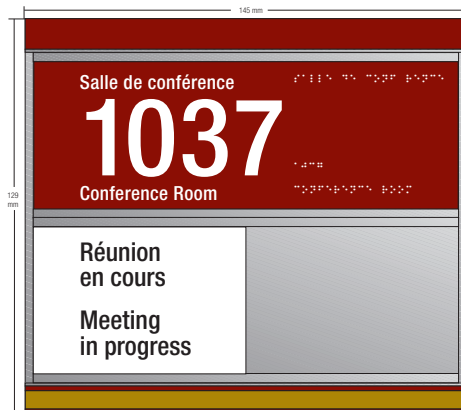 145 mm
Salle de conférence
1037
Conference Room
129
mm
Réunion
en cours
Meeting
in progress